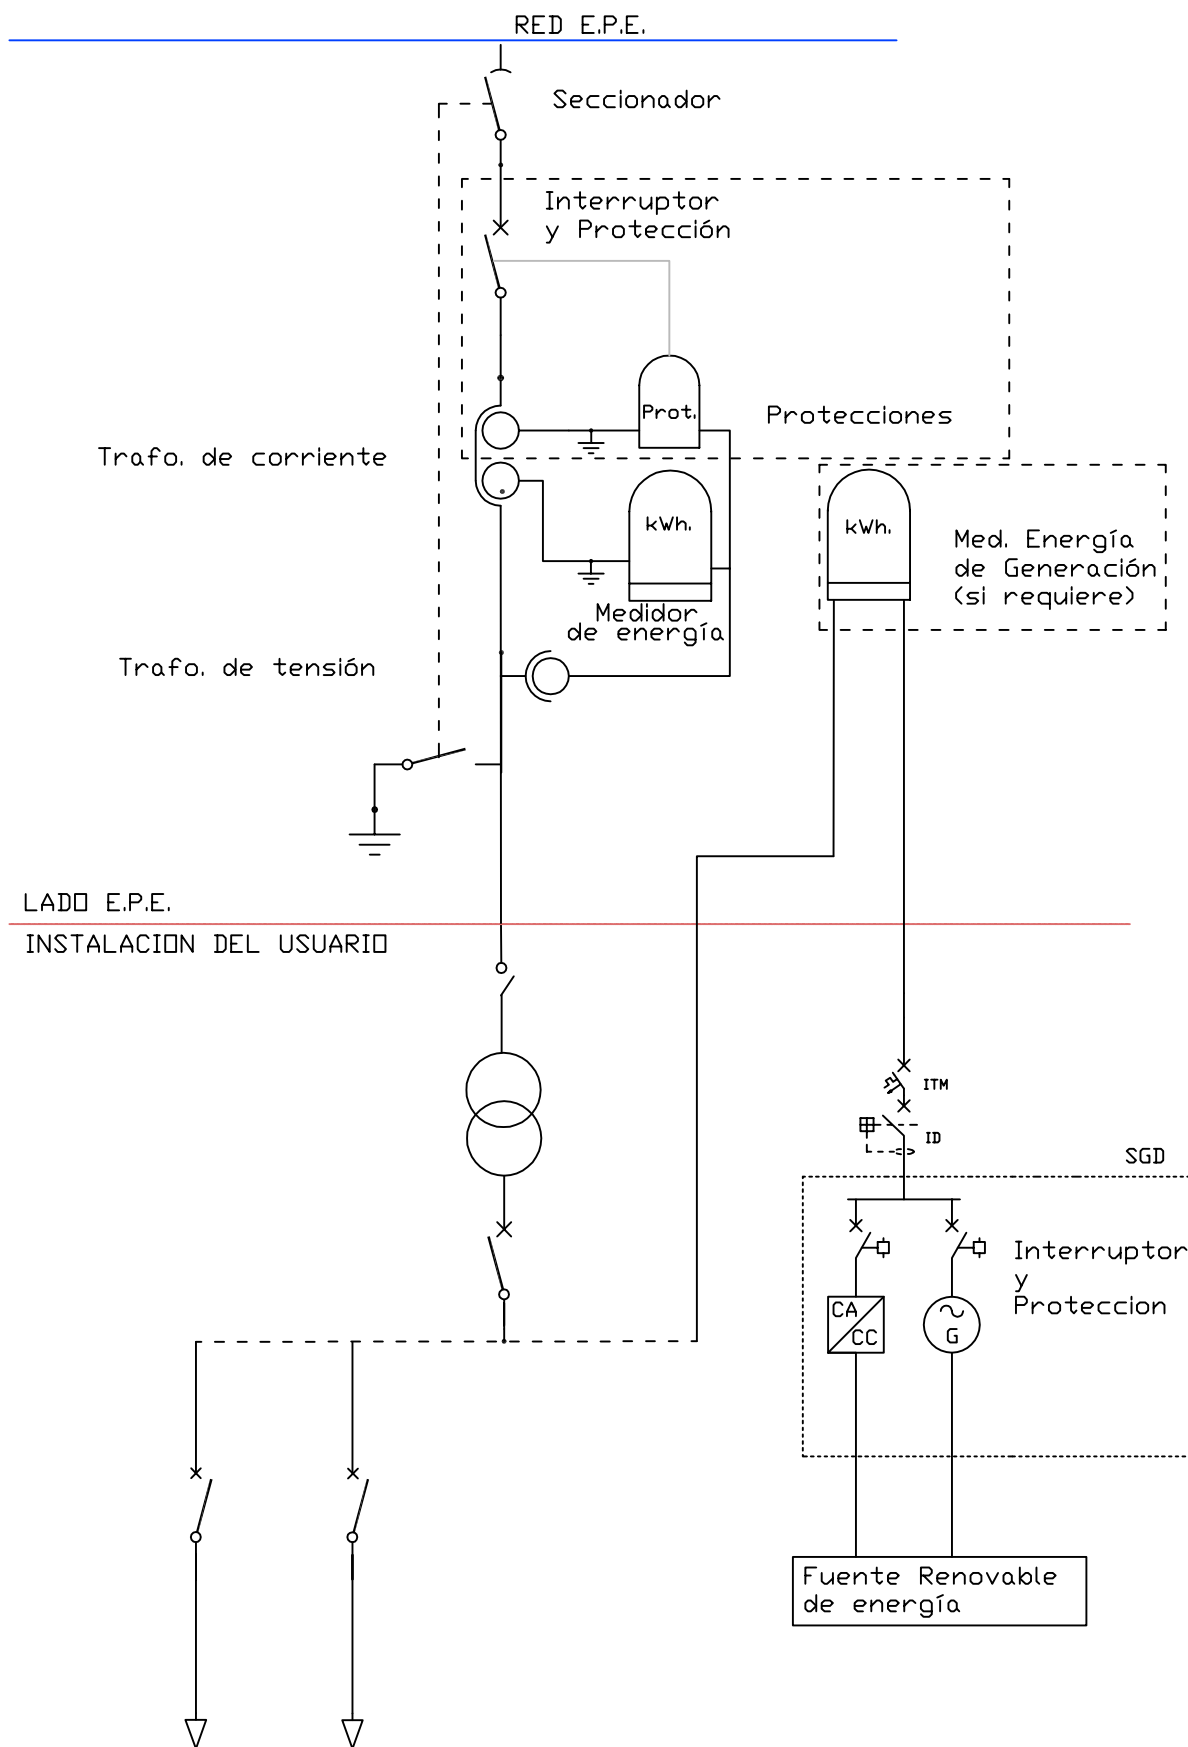 RED E.P.E.
Seccionador
Interruptor
y Protección
Prot.
Protecciones
Trafo. de corriente
kWh.
kWh.
Med. Energía
de Generación
(si requiere)
Medidor
de energía
Trafo. de tensión
LADO E.P.E.
INSTALACION DEL USUARIO
ITM
ID
SGD
Interruptor
y
Proteccion
CA
CC
G
Fuente Renovable
de energía